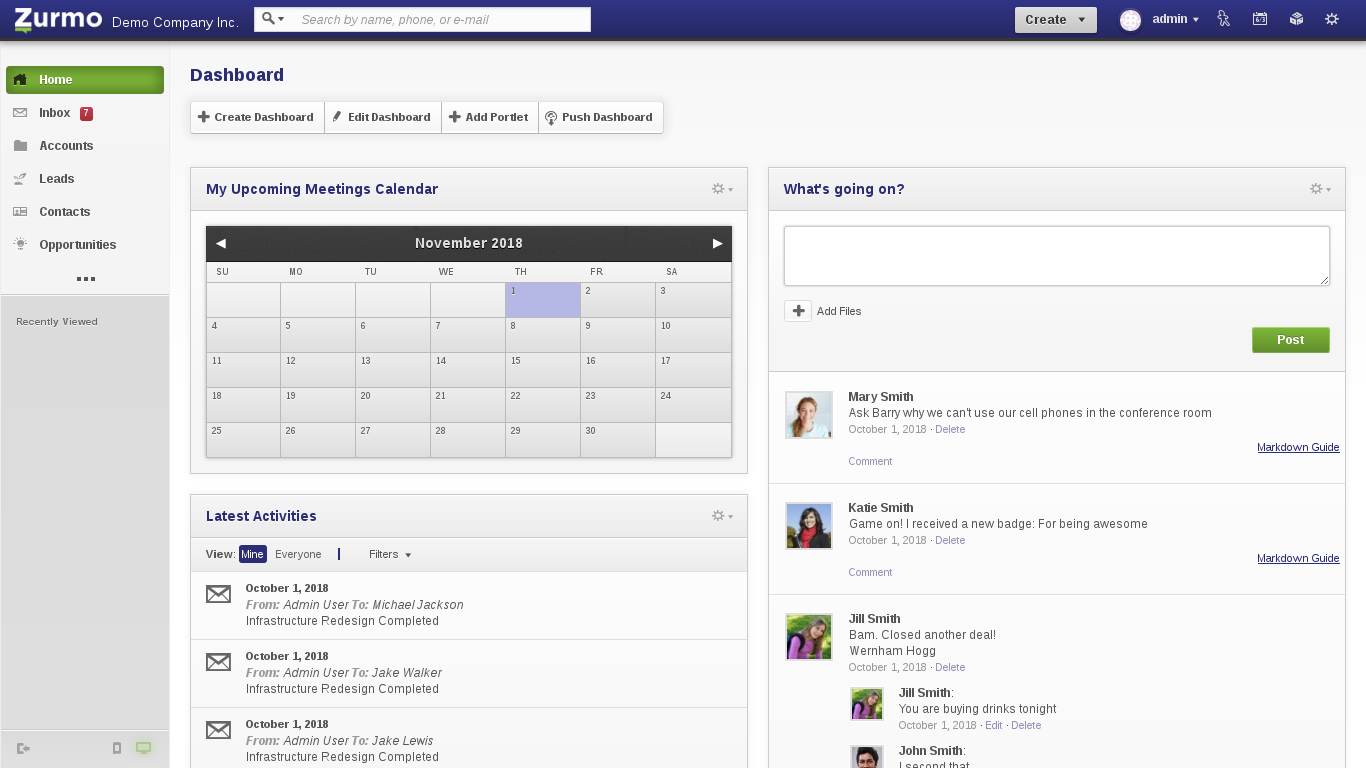 Zurmo Demo Company Inc.
Search by name, phone, or e-mail
Create
admin
Home
Inbox 7
Accounts
Leads
Contacts
Opportunities
Recently Viewed
Dashboard
Create Dashboard
Edit Dashboard
Add Portlet
Push Dashboard
My Upcoming Meetings Calendar
November 2018
SU MO TU WE TH FR SA
1 2 3
4 5 6 7 8 9 10
11 12 13 14 15 16 17
18 19 20 21 22 23 24
25 26 27 28 29 30
Latest Activities
View: Mine Everyone Filters
October 1, 2018
From: Admin User To: Michael Jackson
Infrastructure Redesign Completed
October 1, 2018
From: Admin User To: Jake Walker
Infrastructure Redesign Completed
October 1, 2018
From: Admin User To: Jake Lewis
Infrastructure Redesign Completed
What's going on?
Add Files
Post
Mary Smith
Ask Barry why we can't use our cell phones in the conference room
October 1, 2018 · Delete
Markdown Guide
Comment
Katie Smith
Game on! I received a new badge: For being awesome
October 1, 2018 · Delete
Markdown Guide
Comment
Jill Smith
Bam. Closed another deal!
Wernham Hogg
October 1, 2018 · Delete
Jill Smith:
You are buying drinks tonight
October 1, 2018 · Edit · Delete
John Smith:
I second that